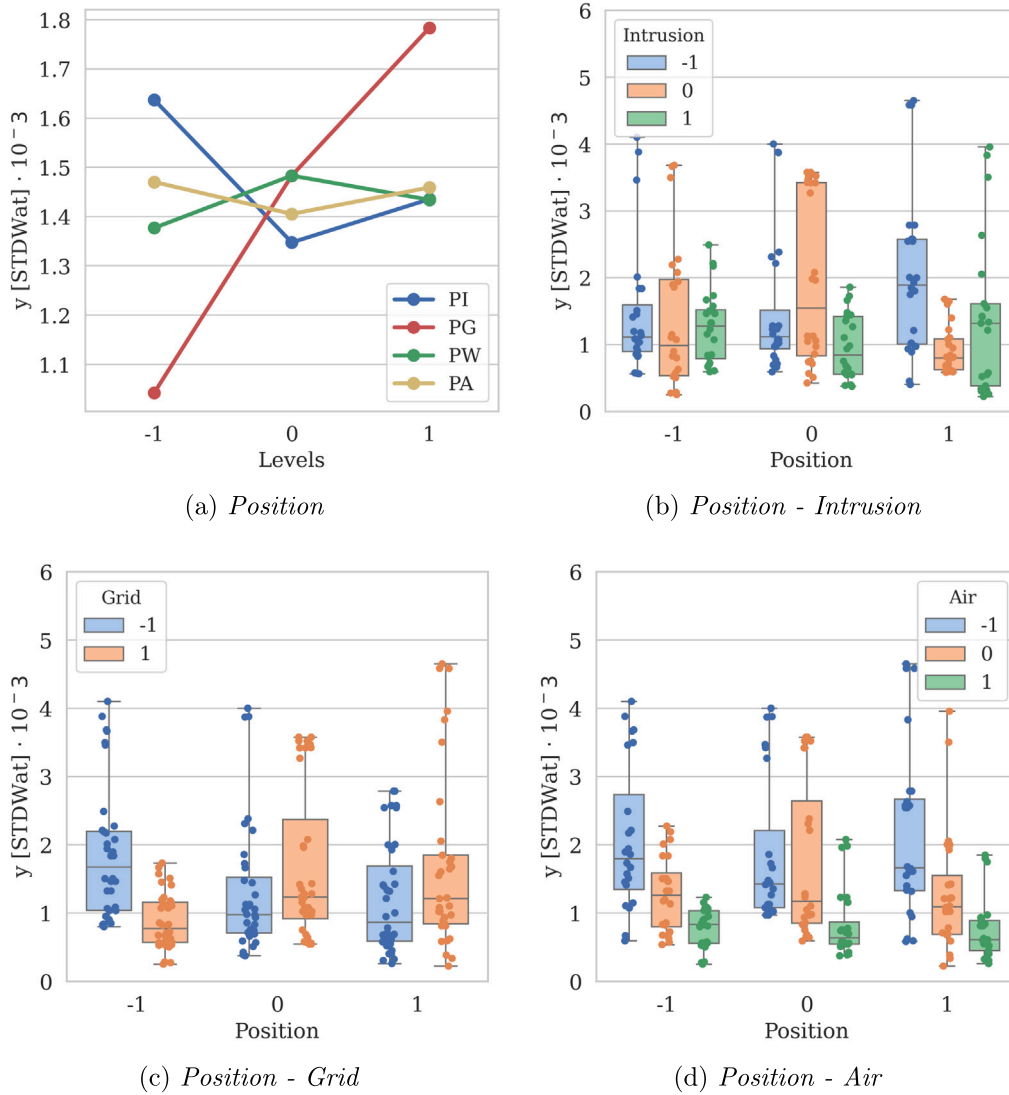 1.8
1.7
1.6
1.5
1.4
1.3
1.2
1.1
y [STDWat] · 10⁻³
-1 0 1
Levels
PI
PG
PW
PA
(a) Position
6
5
4
3
2
1
0
y [STDWat] · 10⁻³
Intrusion
-1
0
1
-1 0 1
Position
(b) Position - Intrusion
6
5
4
3
2
1
0
y [STDWat] · 10⁻³
Grid
-1
1
-1 0 1
Position
(c) Position - Grid
6
5
4
3
2
1
0
y [STDWat] · 10⁻³
Air
-1
0
1
-1 0 1
Position
(d) Position - Air